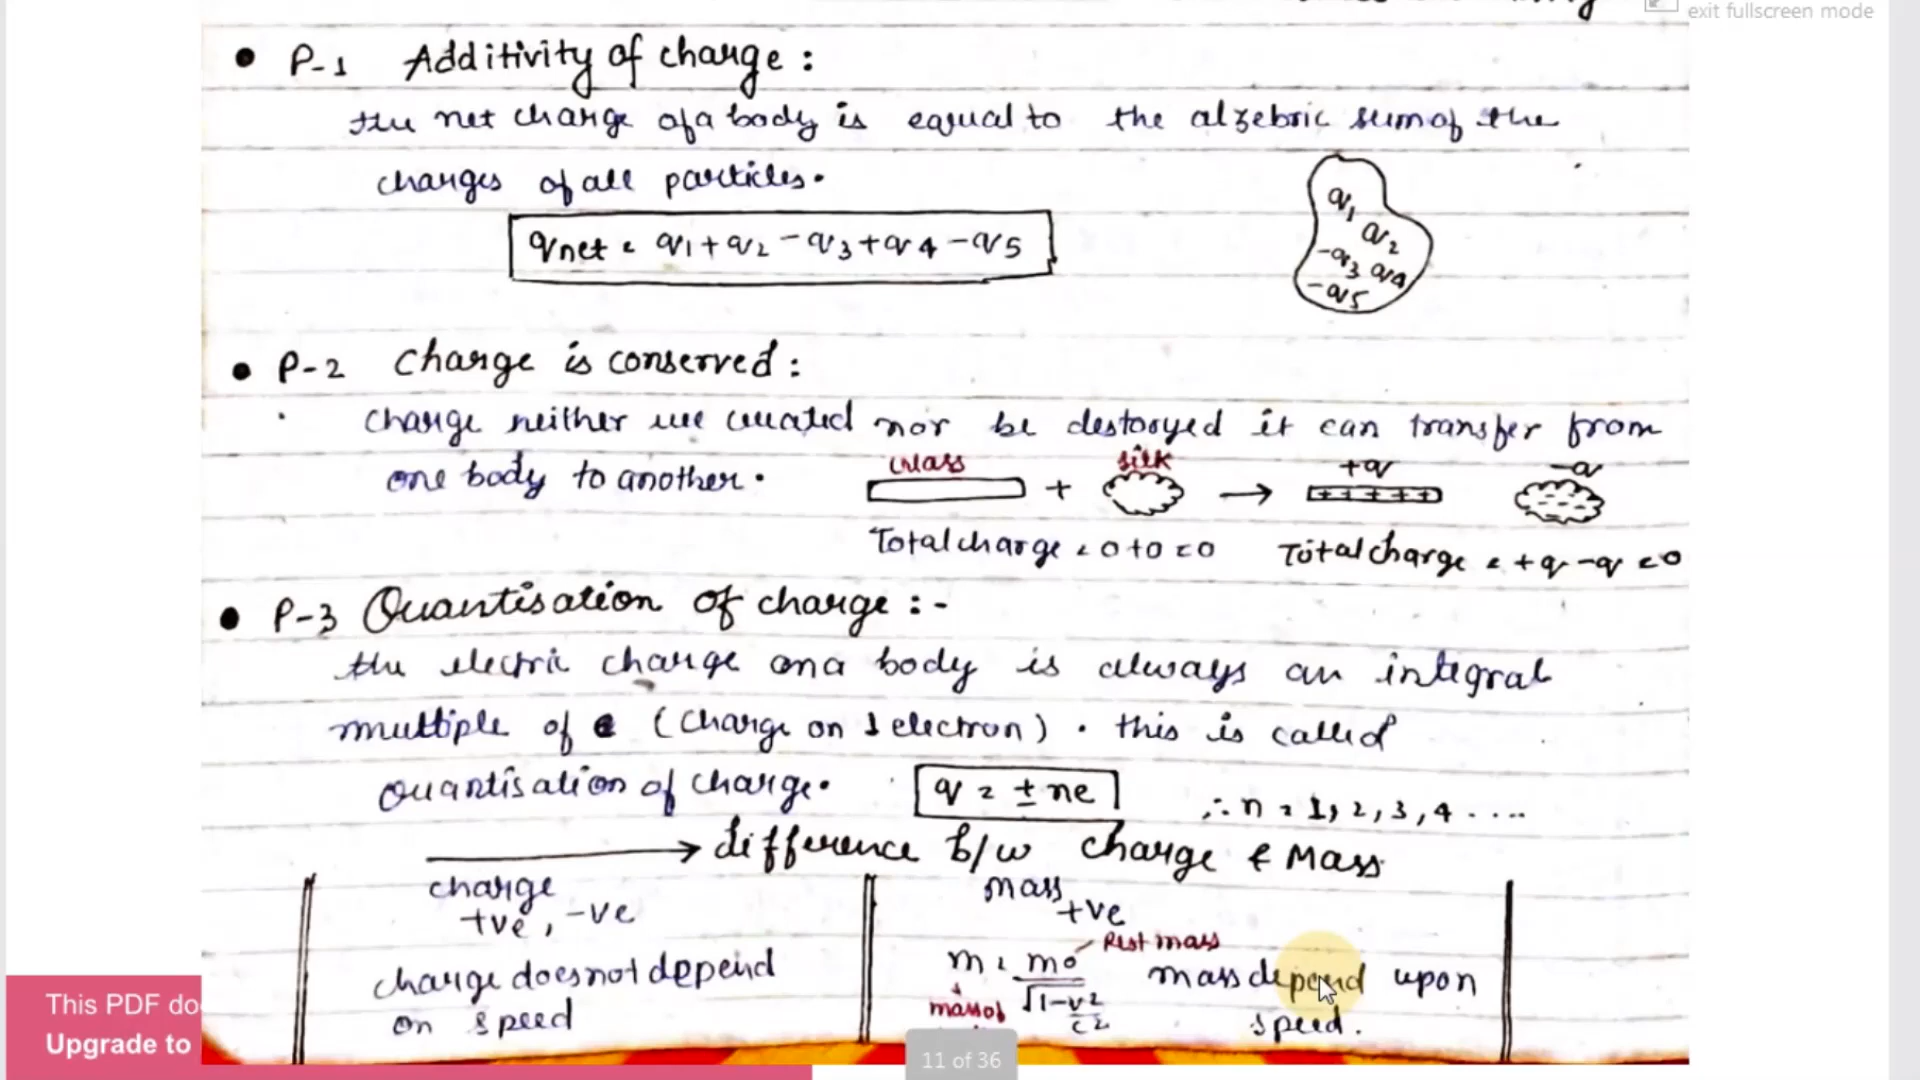 exit fullscreen mode
• P-1 Additivity of charge :
the net charge of a body is equal to the algebric sum of the
charges of all particles.
q1
q2
-q3 q4
-q5
qnet = q1 + q2 - q3 + q4 - q5
• P-2 Charge is conserved :
charge neither created nor be destoryed it can transfer from
one body to another.
Glass + silk → +q -q
Total charge = 0 + 0 = 0 Total charge = +q - q = 0
• P-3 Quantisation of charge :-
the electric charge on a body is always an integral
multiple of e (Charge on 1 electron) . this is called
Quantisation of charge. q = ± ne ∴ n = 1, 2, 3, 4 ....
→ difference b/w charge & Mass
charge mass
+ve, -ve +ve
charge does not depend on speed
m = m0 / √1-v²/c² Rest mass
mass of
mass depend upon speed.
This PDF do
Upgrade to
11 of 36